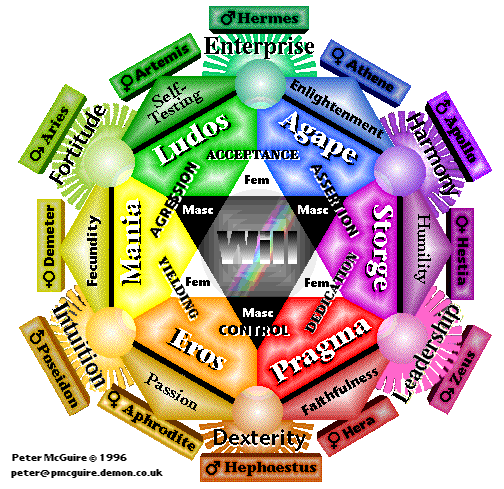 ♂ Hermes
Enterprise
♀ Artemis
♀ Athene
Self-
Testing
Enlightenment
♂ Aries
Fortitude
Ludos
Agape
Harmony
♂ Apollo
ACCEPTANCE
Fem
AGRESSION
ASSERTION
Masc
Masc
♀ Demeter
Fecundity
Mania
Will
Storge
Humility
♀ Hestia
YIELDING
Fem
Fem
DEDICATION
Masc
CONTROL
Intuition
Eros
Pragma
Leadership
♂ Poseidon
Passion
Faithfulness
♂ Zeus
♀ Aphrodite
♀ Hera
Dexterity
♂ Hephaestus
Peter McGuire © 1996
peter@pmcguire.demon.co.uk